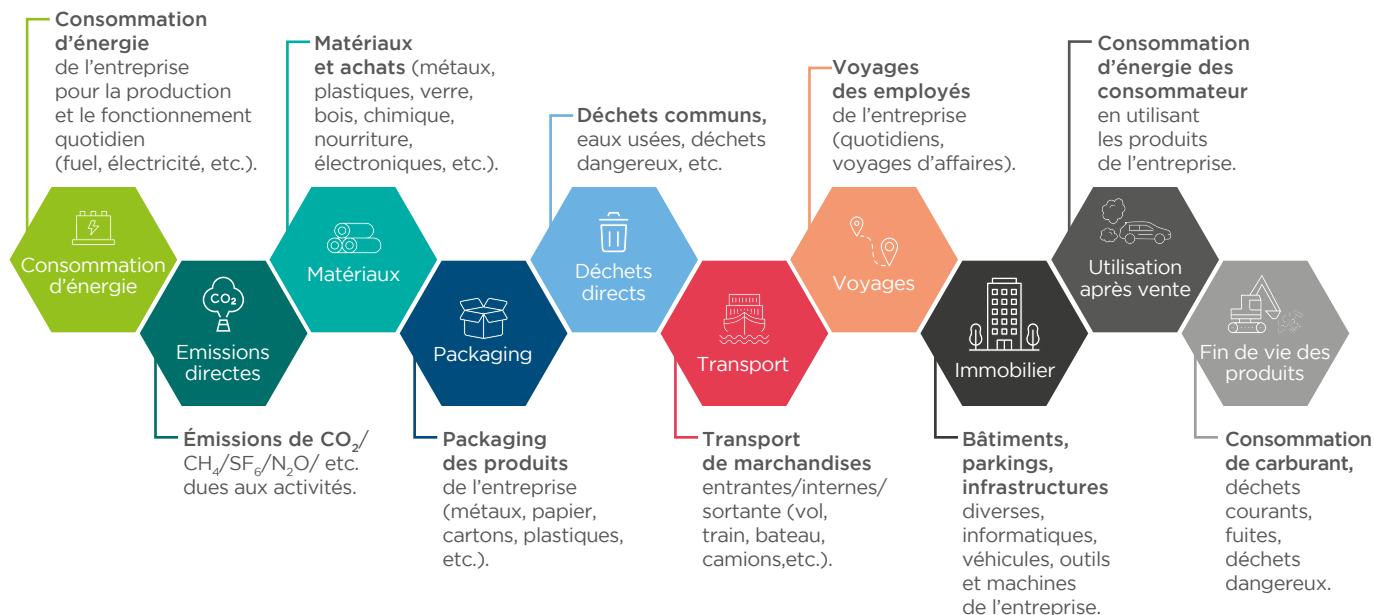 Consommation
d'énergie
de l'entreprise
pour la production
et le fonctionnement
quotidien
(fuel, électricité, etc.).
Matériaux
et achats (métaux,
plastiques, verre,
bois, chimique,
nourriture,
électroniques, etc.).
Déchets communs,
eaux usées, déchets
dangereux, etc.
Voyages
des employés
de l'entreprise
(quotidiens,
voyages d'affaires).
Consommation
d'énergie des
consommateur
en utilisant
les produits
de l'entreprise.
Consommation
d'énergie
CO₂
Emissions
directes
Matériaux
Packaging
Déchets
directs
Transport
Voyages
Immobilier
Utilisation
après vente
Fin de vie des
produits
Émissions de CO₂/
CH₄/SF₆/N₂O/ etc.
dues aux activités.
Packaging
des produits
de l'entreprise
(métaux, papier,
cartons, plastiques,
etc.).
Transport
de marchandises
entrantes/internes/
sortante (vol,
train, bateau,
camions,etc.).
Bâtiments,
parkings,
infrastructures
diverses,
informatiques,
véhicules, outils
et machines
de l'entreprise.
Consommation
de carburant,
déchets
courants,
fuites,
déchets
dangereux.